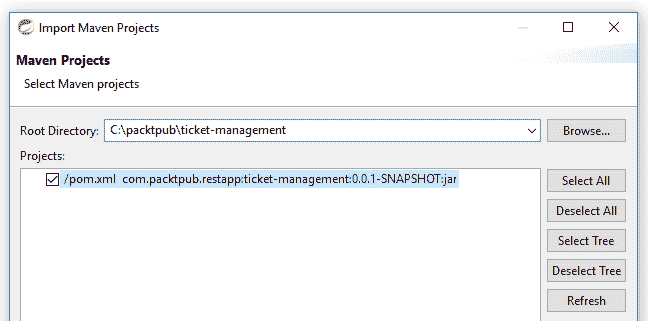 Import Maven Projects
Maven Projects
Select Maven projects
Root Directory: C:\packtpub\ticket-management Browse...
Projects:
/pom.xml com.packtpub.restapp:ticket-management:0.0.1-SNAPSHOT:jar
Select All
Deselect All
Select Tree
Deselect Tree
Refresh